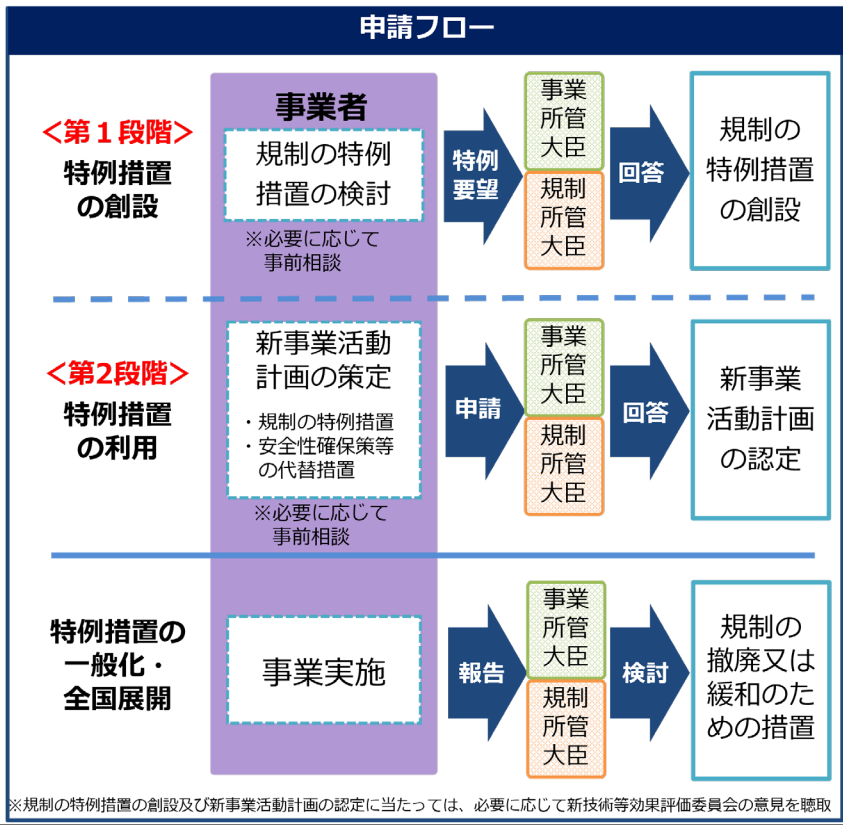 申請フロー
<第１段階>
特例措置
の創設
事業者
規制の特例
措置の検討
※必要に応じて
事前相談
特例
要望
事業
所管
大臣
規制
所管
大臣
回答
規制の
特例措置
の創設
<第2段階>
特例措置
の利用
新事業活動
計画の策定
・規制の特例措置
・安全性確保策等
の代替措置
※必要に応じて
事前相談
申請
事業
所管
大臣
規制
所管
大臣
回答
新事業
活動計画
の認定
特例措置の
一般化・
全国展開
事業実施
報告
事業
所管
大臣
規制
所管
大臣
検討
規制の
撤廃又は
緩和のた
めの措置
※規制の特例措置の創設及び新事業活動計画の認定に当たっては、必要に応じて新技術等効果評価委員会の意見を聴取